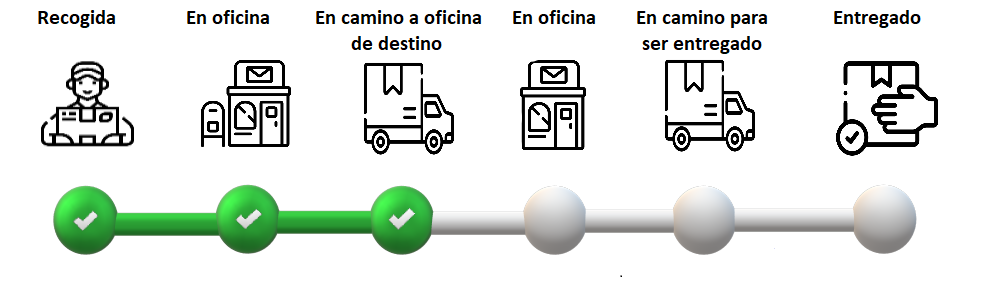 Recogida
En oficina
En camino a oficina
de destino
En oficina
En camino para
ser entregado
Entregado